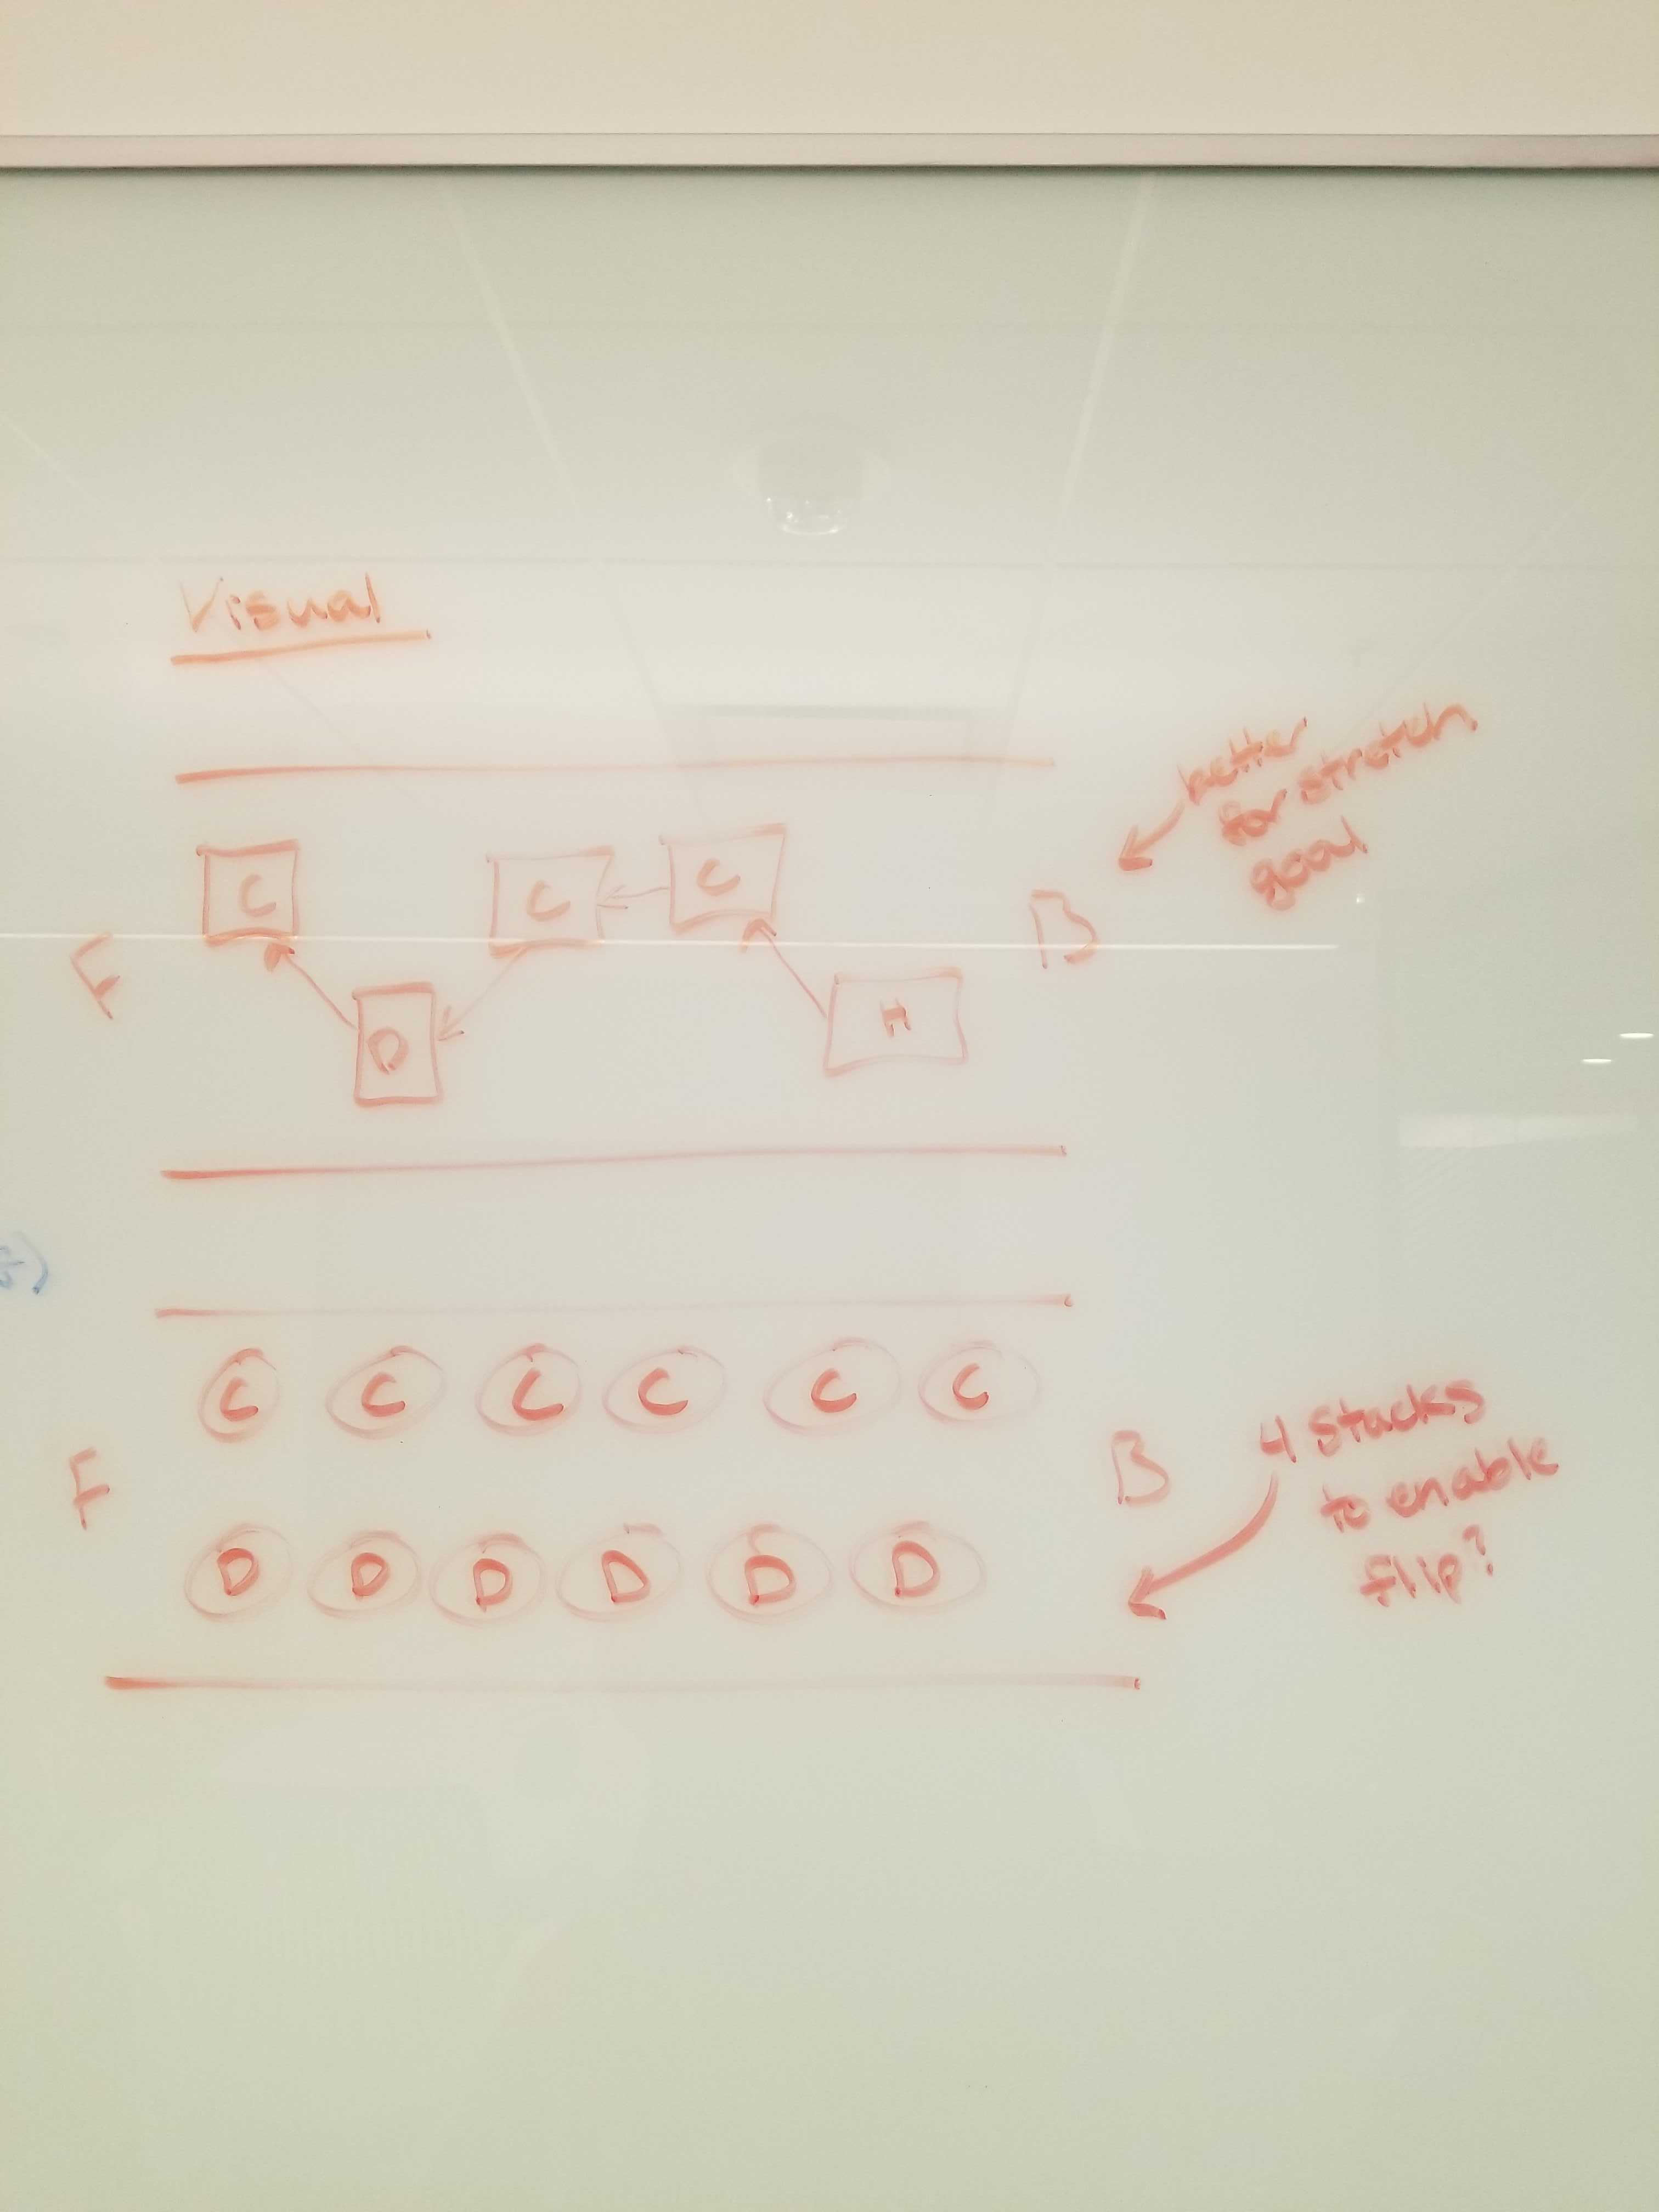 Visual
better
for stretch
goal
C C C
F B
D H
C C C C C C
F B
4 stacks
to enable
flip?
D D D D D D